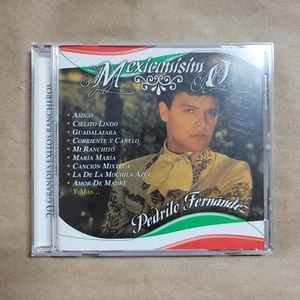 Mexicanísimo
• Amigo
• Cielito Lindo
• Guadalajara
• Corriente y Canelo
• Mi Ranchito
• María María
• Canción Mixteca
• La de la Mochila Azul
• Amor de Madre
Y Mas...
Pedrito Fernández
20 GRANDES EXITOS RANCHEROS